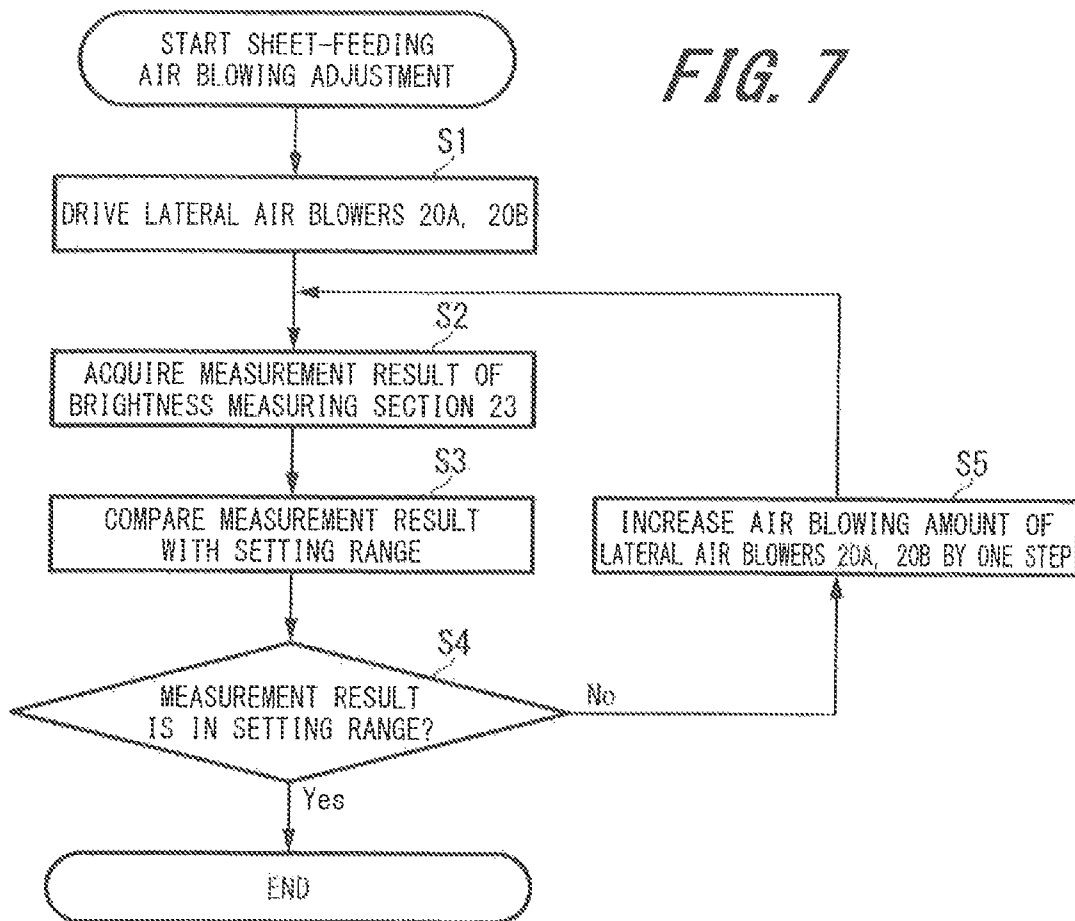 START SHEET-FEEDING
AIR BLOWING ADJUSTMENT
FIG. 7
S1
DRIVE LATERAL AIR BLOWERS 20A, 20B
S2
ACQUIRE MEASUREMENT RESULT OF
BRIGHTNESS MEASURING SECTION 23
S3
COMPARE MEASUREMENT RESULT
WITH SETTING RANGE
S5
INCREASE AIR BLOWING AMOUNT OF
LATERAL AIR BLOWERS 20A, 20B BY ONE STEP
S4
MEASUREMENT RESULT
IS IN SETTING RANGE?
No
Yes
END